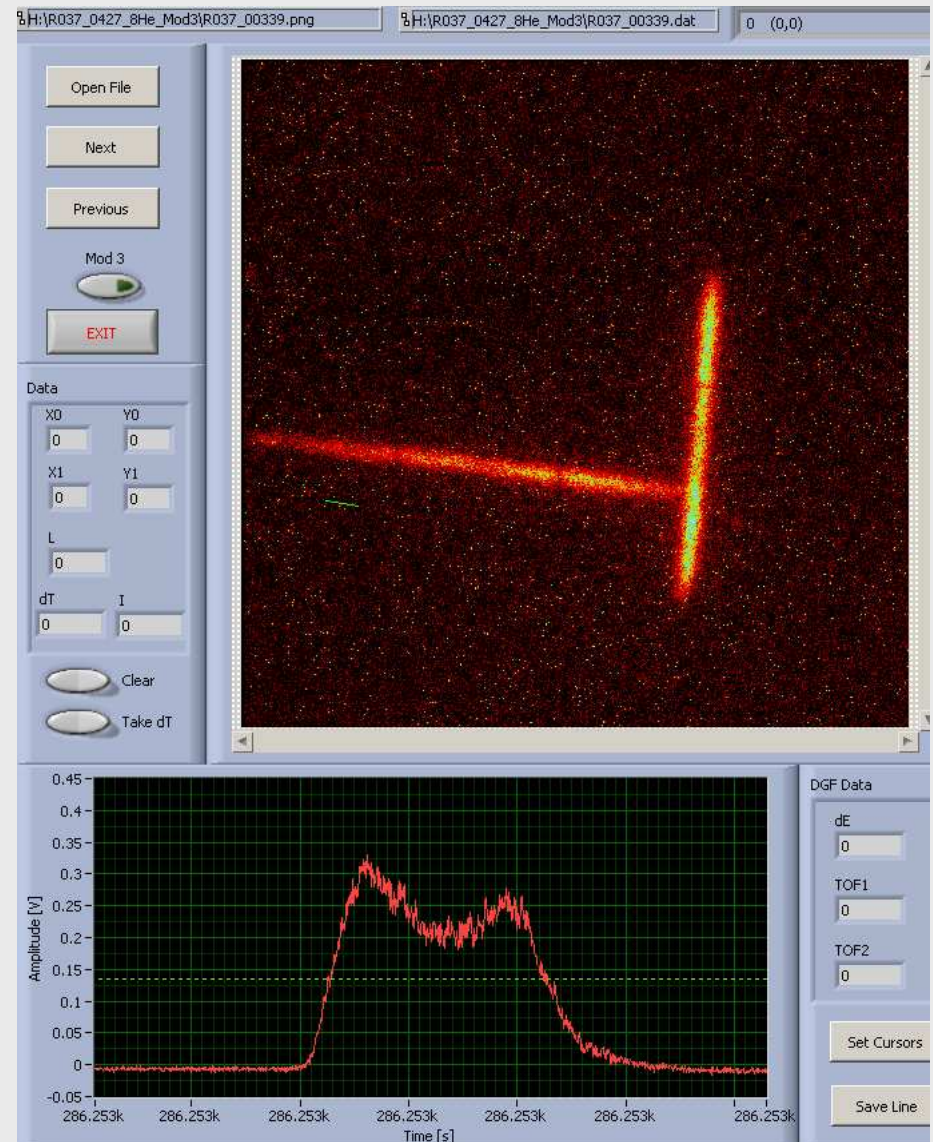 H:\R037_0427_8He_Mod3\R037_00339.png
H:\R037_0427_8He_Mod3\R037_00339.dat
0 (0,0)
Open File
Next
Previous
Mod 3
EXIT
Data
X0 Y0
0 0
X1 Y1
0 0
L
0
dT I
0 0
Clear
Take dT
0.45
0.4
0.35
0.3
0.25
0.2
0.15
0.1
0.05
0
-0.05
Amplitude [V]
286.253k 286.253k 286.253k 286.253k 286.253k 286.253k 286.253k
Time [s]
DGF Data
dE
0
TOF1
0
TOF2
0
Set Cursors
Save Line